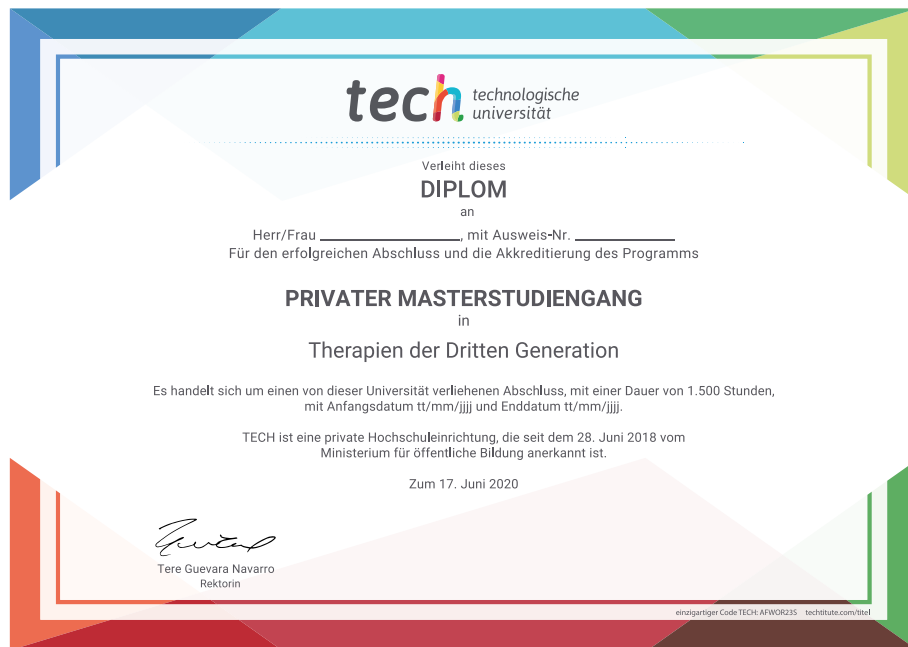 tech technologische
universität
Verleiht dieses
DIPLOM
an
Herr/Frau ____________________, mit Ausweis-Nr. ______________
Für den erfolgreichen Abschluss und die Akkreditierung des Programms
PRIVATER MASTERSTUDIENGANG
in
Therapien der Dritten Generation
Es handelt sich um einen von dieser Universität verliehenen Abschluss, mit einer Dauer von 1.500 Stunden,
mit Anfangsdatum tt/mm/jjjj und Enddatum tt/mm/jjjj.
TECH ist eine private Hochschuleinrichtung, die seit dem 28. Juni 2018 vom
Ministerium für öffentliche Bildung anerkannt ist.
Zum 17. Juni 2020
Tere Guevara Navarro
Rektorin
einzigartiger Code TECH: AFWOR23S techtitute.com/titel